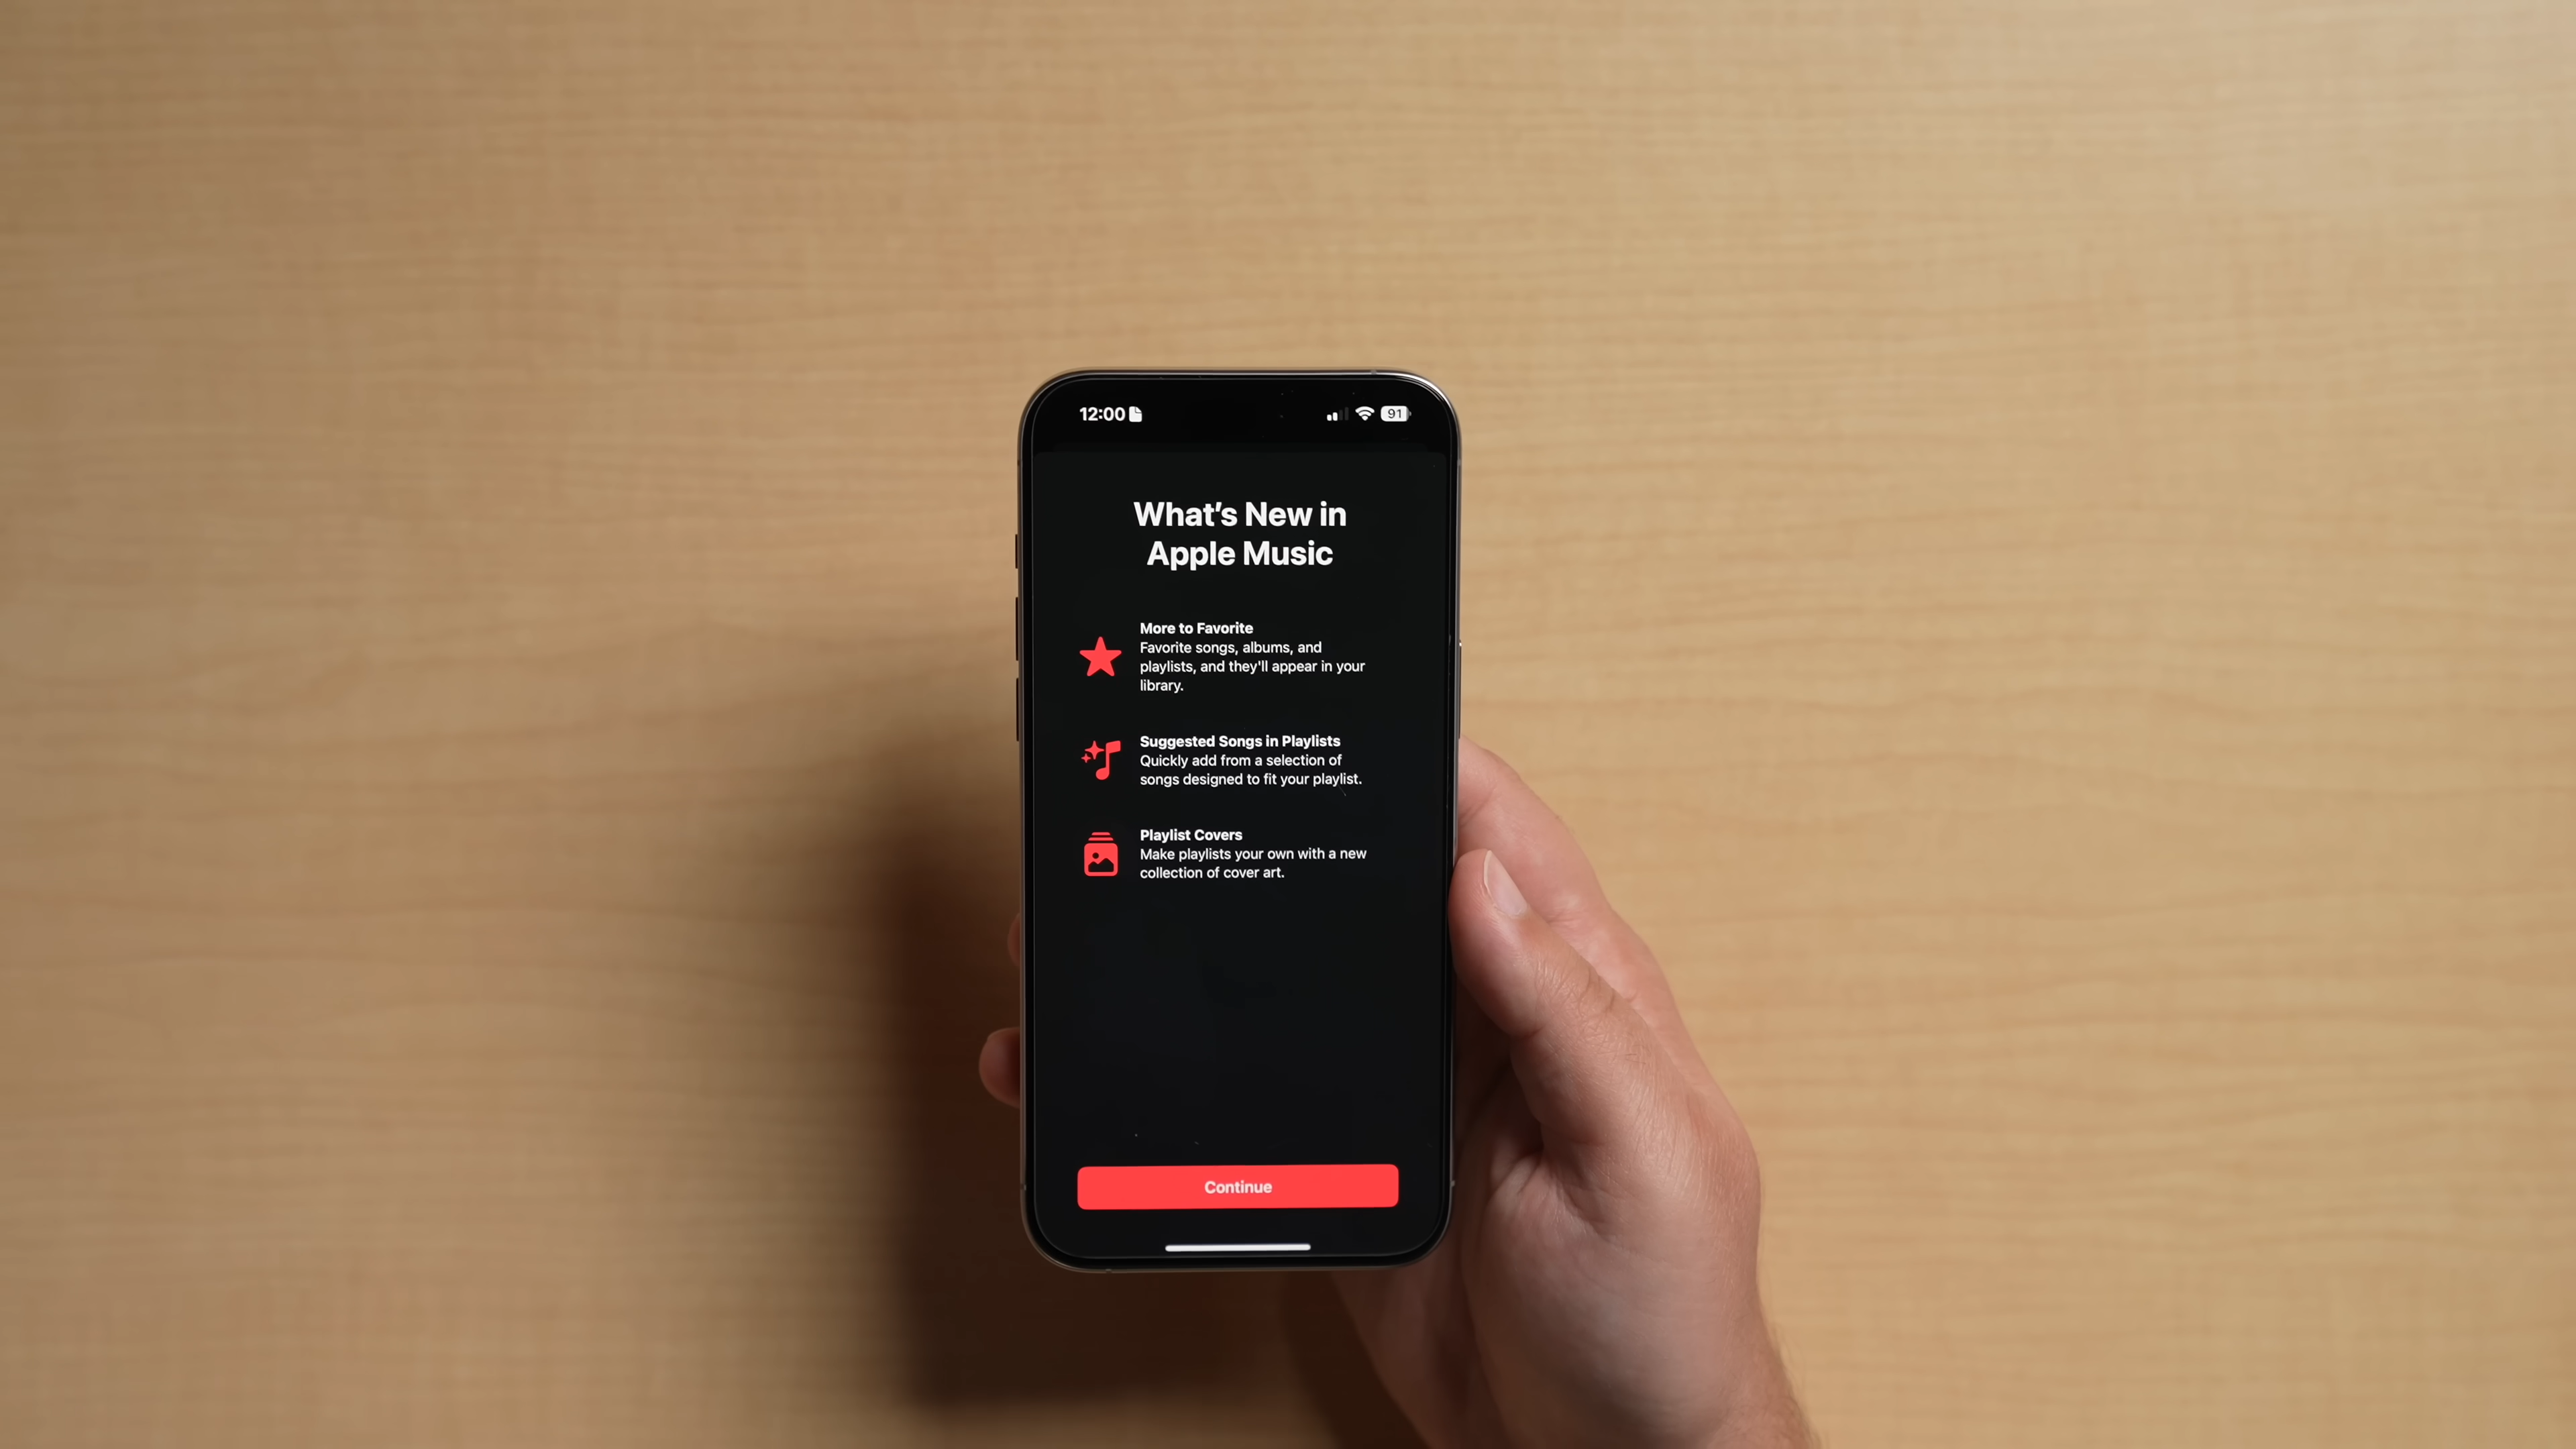 12:00
91
What's New in
Apple Music
More to Favorite
Favorite songs, albums, and
playlists, and they'll appear in your
library.
Suggested Songs in Playlists
Quickly add from a selection of
songs designed to fit your playlist.
Playlist Covers
Make playlists your own with a new
collection of cover art.
Continue